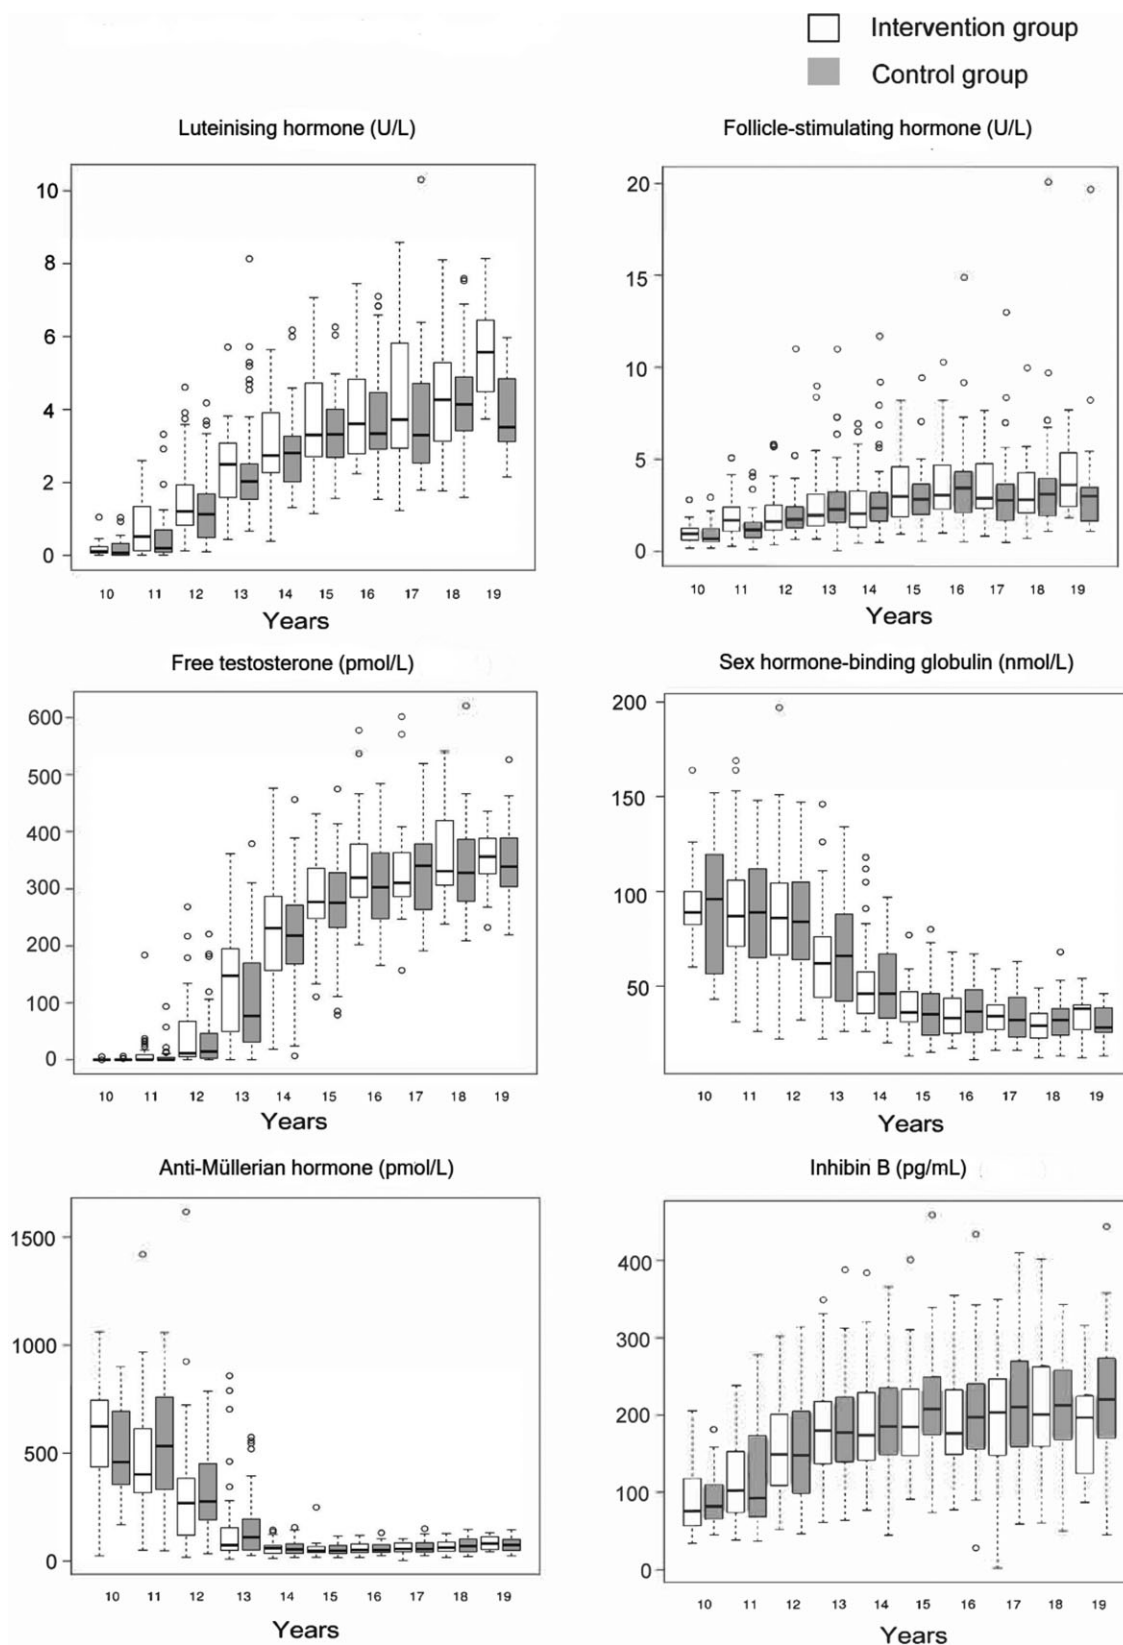 Intervention group
Control group
Luteinising hormone (U/L)
10
8
6
4
2
0
10 11 12 13 14 15 16 17 18 19
Years
Follicle-stimulating hormone (U/L)
20
15
10
5
0
10 11 12 13 14 15 16 17 18 19
Years
Free testosterone (pmol/L)
600
500
400
300
200
100
0
10 11 12 13 14 15 16 17 18 19
Years
Sex hormone-binding globulin (nmol/L)
200
150
100
50
10 11 12 13 14 15 16 17 18 19
Years
Anti-Müllerian hormone (pmol/L)
1500
1000
500
0
10 11 12 13 14 15 16 17 18 19
Years
Inhibin B (pg/mL)
400
300
200
100
0
10 11 12 13 14 15 16 17 18 19
Years